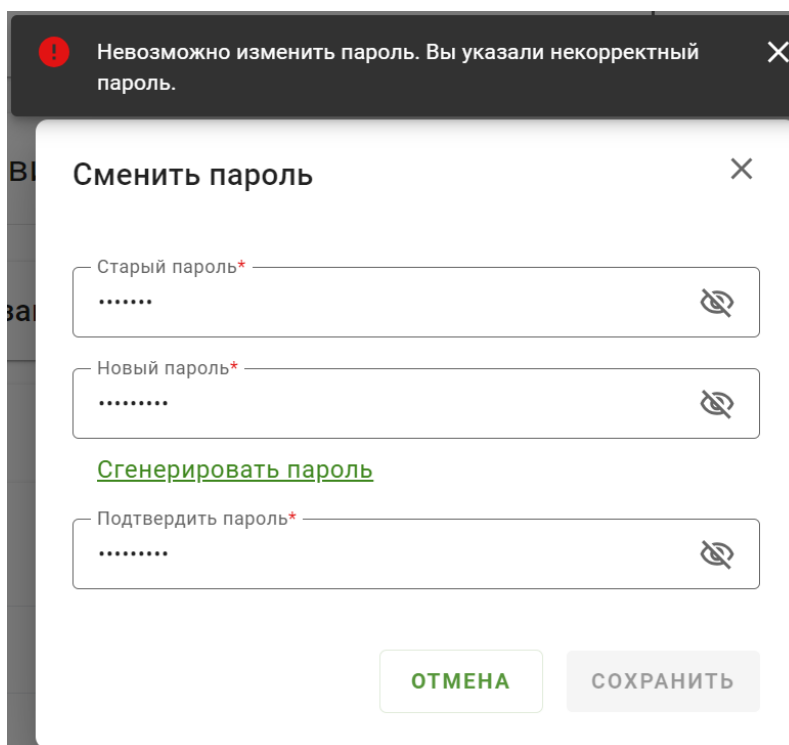 Невозможно изменить пароль. Вы указали некорректный
пароль.
Сменить пароль
Старый пароль*
•••••••
Новый пароль*
•••••••••
Сгенерировать пароль
Подтвердить пароль*
•••••••••
ОТМЕНА
СОХРАНИТЬ